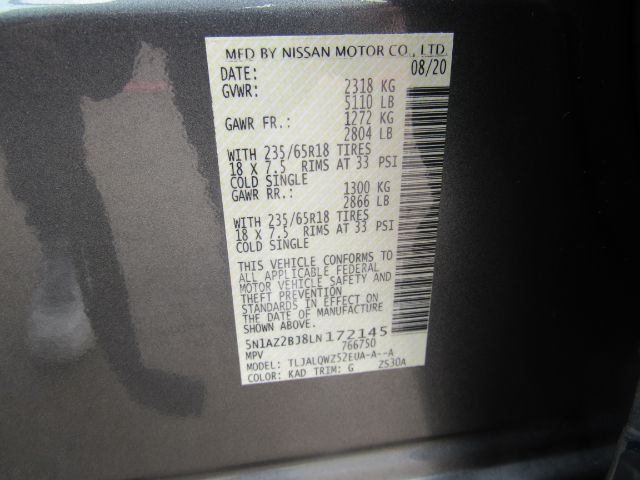 MFD BY NISSAN MOTOR CO., LTD.
DATE: 08/20
GVWR: 2318 KG
5110 LB
GAWR FR.: 1272 KG
2804 LB
WITH 235/65R18 TIRES
18 X 7.5 RIMS AT 33 PSI
COLD SINGLE
GAWR RR.: 1300 KG
2866 LB
WITH 235/65R18 TIRES
18 X 7.5 RIMS AT 33 PSI
COLD SINGLE
THIS VEHICLE CONFORMS TO
ALL APPLICABLE FEDERAL
MOTOR VEHICLE SAFETY AND
THEFT PREVENTION
STANDARDS IN EFFECT ON
THE DATE OF MANUFACTURE
SHOWN ABOVE.
5N1AZ2BJ8LN172145
MPV 766750
MODEL: TLJALQWZ52EUA-A--A
COLOR: KAD TRIM: G ZS30A